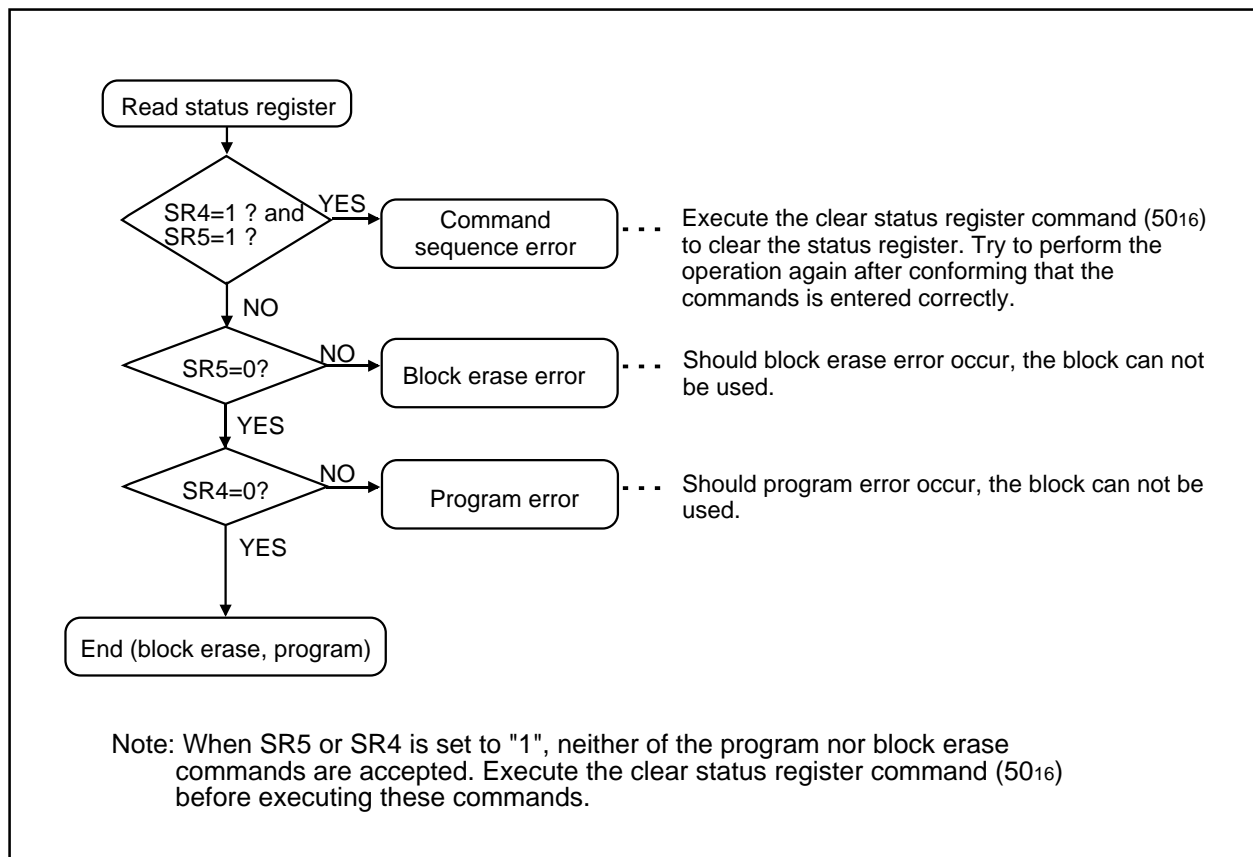 Read status register
SR4=1 ? and
SR5=1 ?
YES
Command
sequence error
Execute the clear status register command (5016)
to clear the status register. Try to perform the
operation again after conforming that the
commands is entered correctly.
NO
SR5=0?
NO
Block erase error
Should block erase error occur, the block can not
be used.
YES
SR4=0?
NO
Program error
Should program error occur, the block can not be
used.
YES
End (block erase, program)
Note: When SR5 or SR4 is set to "1", neither of the program nor block erase
commands are accepted. Execute the clear status register command (5016)
before executing these commands.